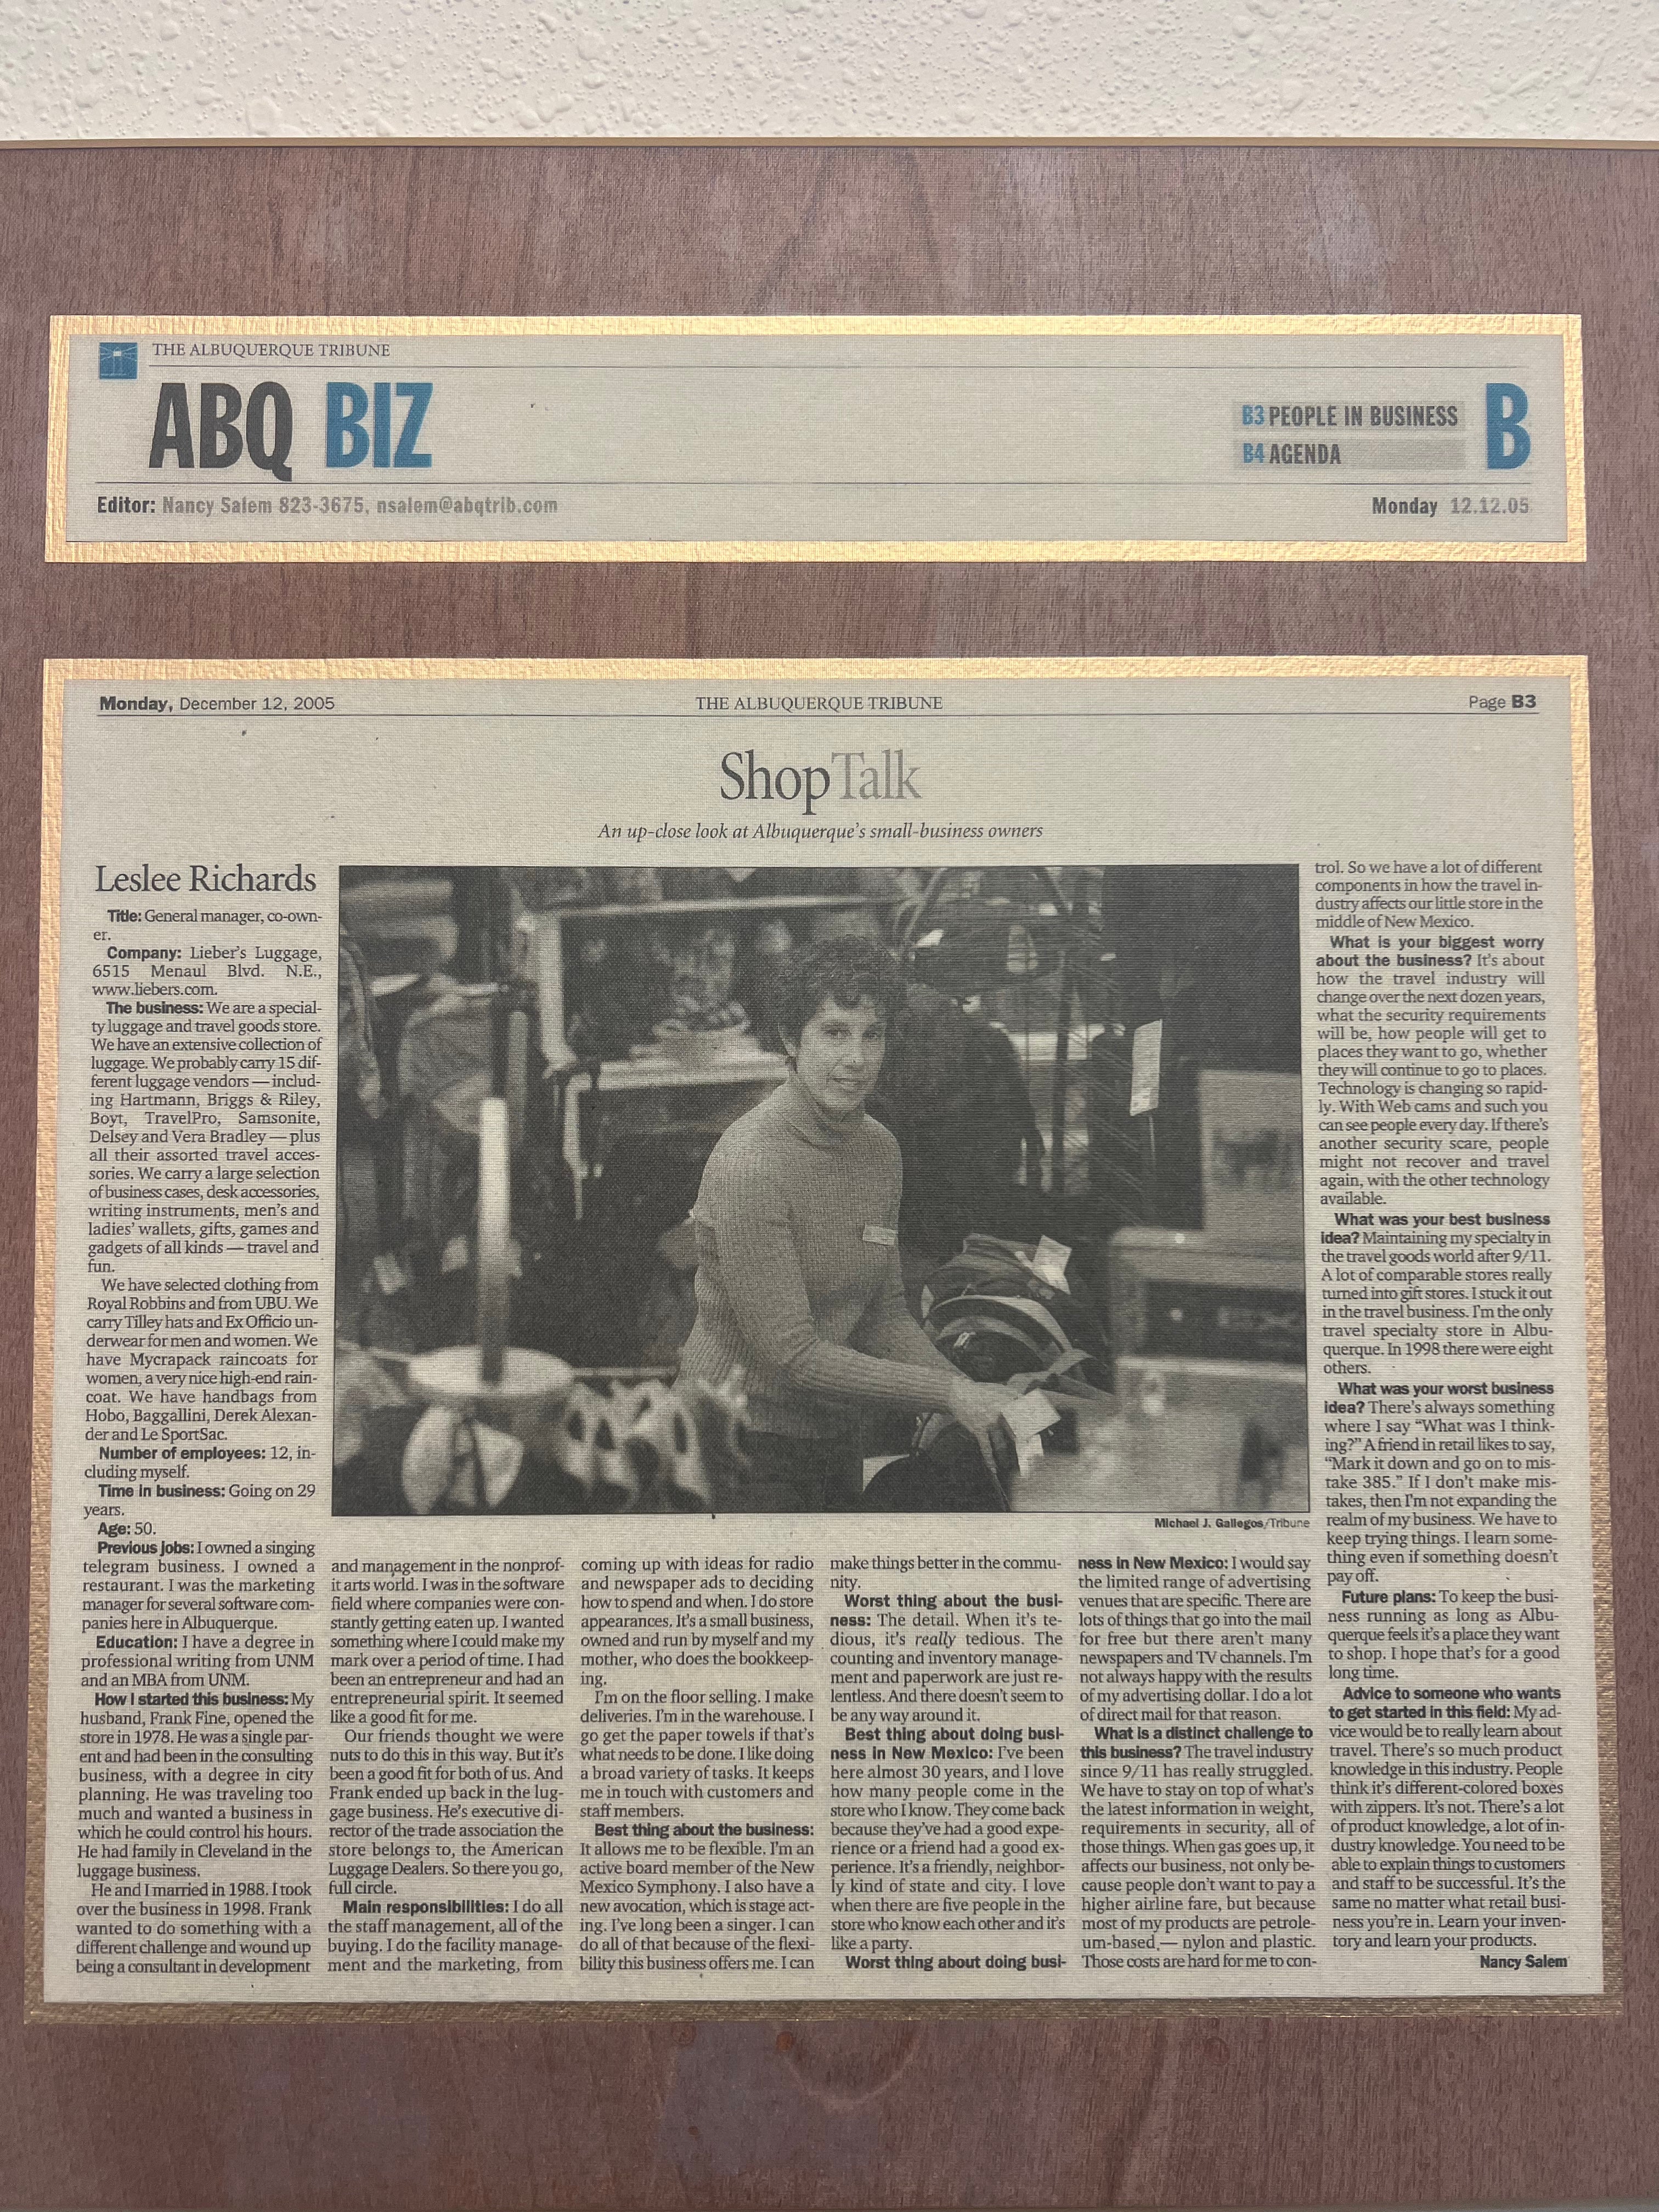 THE ALBUQUERQUE TRIBUNE
ABQ BIZ
B3 PEOPLE IN BUSINESS
B4 AGENDA
B
Editor: Nancy Salem 823-3675, nsalem@abqtrib.com
Monday 12.12.05
Monday, December 12, 2005
THE ALBUQUERQUE TRIBUNE
Page B3
ShopTalk
An up-close look at Albuquerque's small-business owners
Leslee Richards
Title: General manager, co-own-
er.
Company: Lieber's Luggage,
6515 Menaul Blvd. N.E.,
www.liebers.com.
The business: We are a special-
ty luggage and travel goods store.
We have an extensive collection of
luggage. We probably carry 15 dif-
ferent luggage vendors — includ-
ing Hartmann, Briggs & Riley,
Boyt, TravelPro, Samsonite,
Delsey and Vera Bradley — plus
all their assorted travel acces-
sories. We carry a large selection
of business cases, desk accessories,
writing instruments, men's and
ladies' wallets, gifts, games and
gadgets of all kinds — travel and
fun.
We have selected clothing from
Royal Robbins and from UBU. We
carry Tilley hats and Ex Officio un-
derwear for men and women. We
have Mycrapack raincoats for
women, a very nice high-end rain-
coat. We have handbags from
Hobo, Baggallini, Derek Alexan-
der and Le SportSac.
Number of employees: 12, in-
cluding myself.
Time in business: Going on 29
years.
Age: 50.
Previous jobs: I owned a singing
telegram business. I owned a
restaurant. I was the marketing
manager for several software com-
panies here in Albuquerque.
Education: I have a degree in
professional writing from UNM
and an MBA from UNM.
How I started this business: My
husband, Frank Fine, opened the
store in 1978. He was a single par-
ent and had been in the consulting
business, with a degree in city
planning. He was traveling too
much and wanted a business in
which he could control his hours.
He had family in Cleveland in the
luggage business.
He and I married in 1988. I took
over the business in 1998. Frank
wanted to do something with a
different challenge and wound up
being a consultant in development
Michael J. Gallegos/Tribune
and management in the nonprof-
it arts world. I was in the software
field where companies were con-
stantly getting eaten up. I wanted
something where I could make my
mark over a period of time. I had
been an entrepreneur and had an
entrepreneurial spirit. It seemed
like a good fit for me.
Our friends thought we were
nuts to do this in this way. But it's
been a good fit for both of us. And
Frank ended up back in the lug-
gage business. He's executive di-
rector of the trade association the
store belongs to, the American
Luggage Dealers. So there you go,
full circle.
Main responsibilities: I do all
the staff management, all of the
buying. I do the facility manage-
ment and the marketing, from
coming up with ideas for radio
and newspaper ads to deciding
how to spend and when. I do store
appearances. It's a small business,
owned and run by myself and my
mother, who does the bookkeep-
ing.
I'm on the floor selling. I make
deliveries. I'm in the warehouse. I
go get the paper towels if that's
what needs to be done. I like doing
a broad variety of tasks. It keeps
me in touch with customers and
staff members.
Best thing about the business:
It allows me to be flexible. I'm an
active board member of the New
Mexico Symphony. I also have a
new avocation, which is stage act-
ing. I've long been a singer. I can
do all of that because of the flexi-
bility this business offers me. I can
make things better in the commu-
nity.
Worst thing about the busi-
ness: The detail. When it's te-
dious, it's really tedious. The
counting and inventory manage-
ment and paperwork are just re-
lentless. And there doesn't seem to
be any way around it.
Best thing about doing busi-
ness in New Mexico: I've been
here almost 30 years, and I love
how many people come in the
store who I know. They come back
because they've had a good expe-
rience or a friend had a good ex-
perience. It's a friendly, neighbor-
ly kind of state and city. I love
when there are five people in the
store who know each other and it's
like a party.
Worst thing about doing busi-
ness in New Mexico: I would say
the limited range of advertising
venues that are specific. There are
lots of things that go into the mail
for free but there aren't many
newspapers and TV channels. I'm
not always happy with the results
of my advertising dollar. I do a lot
of direct mail for that reason.
What is a distinct challenge to
this business? The travel industry
since 9/11 has really struggled.
We have to stay on top of what's
the latest information in weight,
requirements in security, all of
those things. When gas goes up, it
affects our business, not only be-
cause people don't want to pay a
higher airline fare, but because
most of my products are petrole-
um-based — nylon and plastic.
Those costs are hard for me to con-
trol. So we have a lot of different
components in how the travel in-
dustry affects our little store in the
middle of New Mexico.
What is your biggest worry
about the business? It's about
how the travel industry will
change over the next dozen years,
what the security requirements
will be, how people will get to
places they want to go, whether
they will continue to go to places.
Technology is changing so rapid-
ly. With Web cams and such you
can see people every day. If there's
another security scare, people
might not recover and travel
again, with the other technology
available.
What was your best business
idea? Maintaining my specialty in
the travel goods world after 9/11.
A lot of comparable stores really
turned into gift stores. I stuck it out
in the travel business. I'm the only
travel specialty store in Albu-
querque. In 1998 there were eight
others.
What was your worst business
idea? There's always something
where I say "What was I think-
ing?" A friend in retail likes to say,
"Mark it down and go on to mis-
take 385." If I don't make mis-
takes, then I'm not expanding the
realm of my business. We have to
keep trying things. I learn some-
thing even if something doesn't
pay off.
Future plans: To keep the busi-
ness running as long as Albu-
querque feels it's a place they want
to shop. I hope that's for a good
long time.
Advice to someone who wants
to get started in this field: My ad-
vice would be to really learn about
travel. There's so much product
knowledge in this industry. People
think it's different-colored boxes
with zippers. It's not. There's a lot
of product knowledge, a lot of in-
dustry knowledge. You need to be
able to explain things to customers
and staff to be successful. It's the
same no matter what retail busi-
ness you're in. Learn your inven-
tory and learn your products.
Nancy Salem